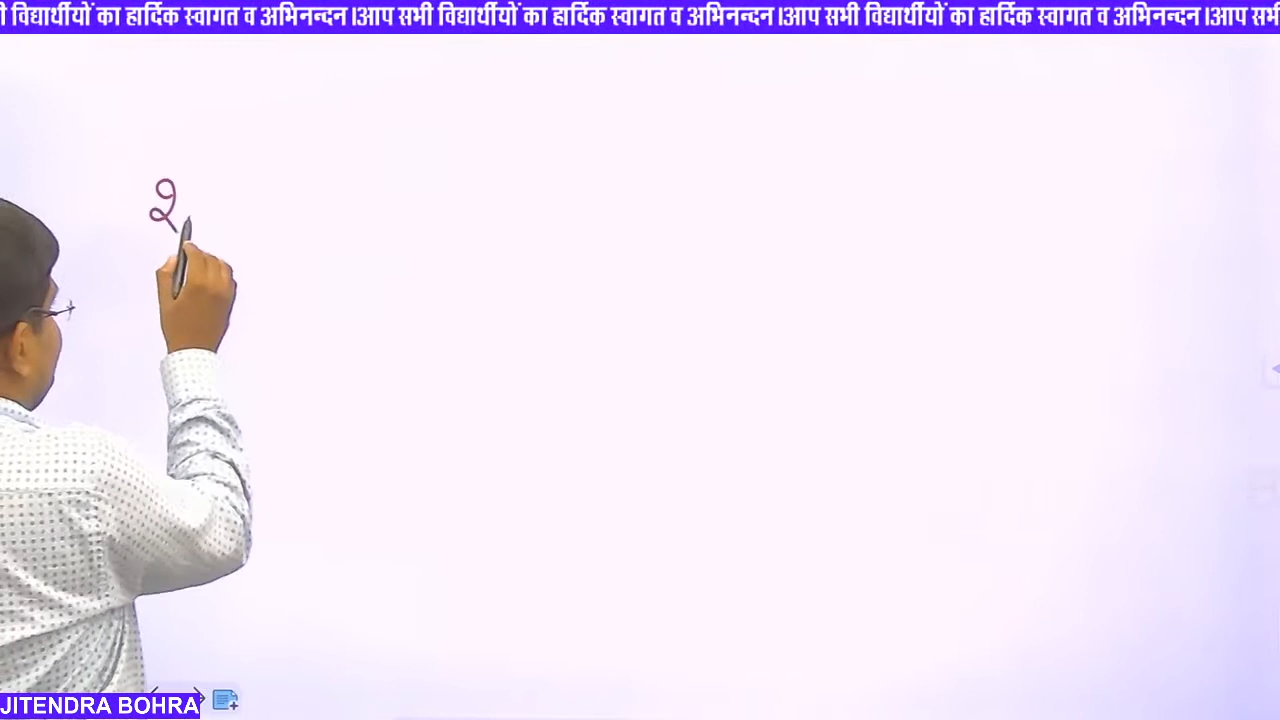 विद्यार्थीयों का हार्दिक स्वागत व अभिनन्दन।आप सभी विद्यार्थीयों का हार्दिक स्वागत व अभिनन्दन।आप सभी विद्यार्थीयों का हार्दिक स्वागत व अभिनन्दन।आप सभी
२
JITENDRA BOHRA